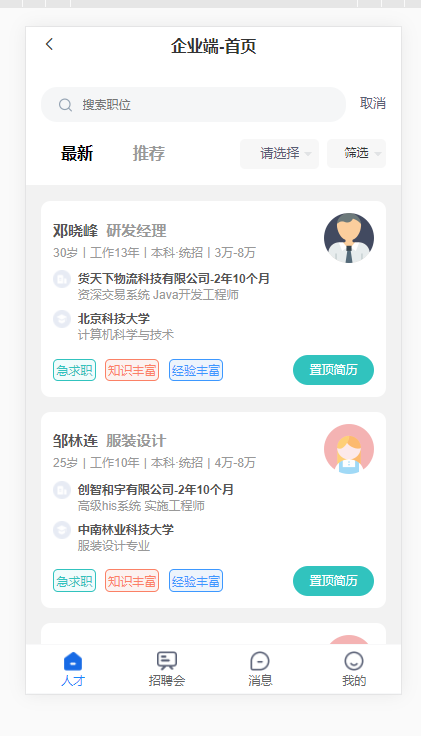 企业端-首页
搜索职位
取消
最新
推荐
请选择
筛选
邓晓峰 研发经理
30岁 | 工作13年 | 本科·统招 | 3万-8万
货天下物流科技有限公司-2年10个月
资深交易系统 Java开发工程师
北京科技大学
计算机科学与技术
急求职 知识丰富 经验丰富 置顶简历
邹林连 服装设计
25岁 | 工作10年 | 本科·统招 | 4万-8万
创智和宇有限公司-2年10个月
高级his系统 实施工程师
中南林业科技大学
服装设计专业
急求职 知识丰富 经验丰富 置顶简历
人才 招聘会 消息 我的